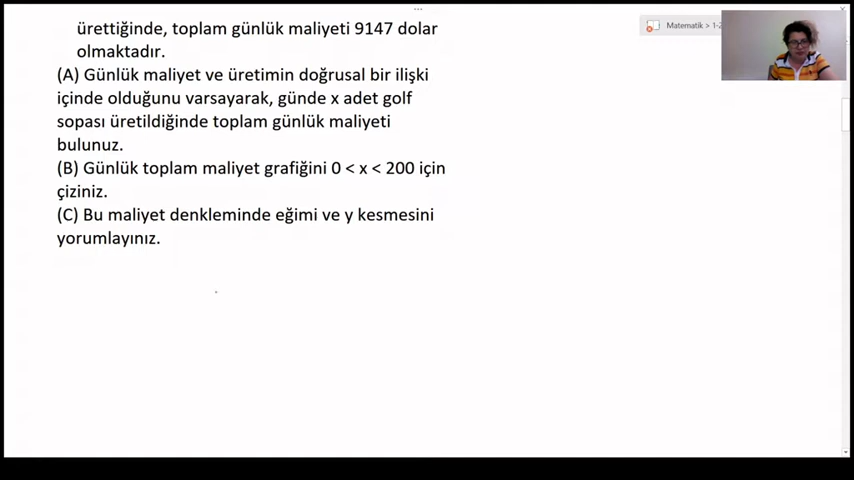 ürettiğinde, toplam günlük maliyeti 9147 dolar
olmaktadır.
(A) Günlük maliyet ve üretimin doğrusal bir ilişki
içinde olduğunu varsayarak, günde x adet golf
sopası üretildiğinde toplam günlük maliyeti
bulunuz.
(B) Günlük toplam maliyet grafiğini 0 < x < 200 için
çiziniz.
(C) Bu maliyet denkleminde eğimi ve y kesmesini
yorumlayınız.
Matematik > 1-2